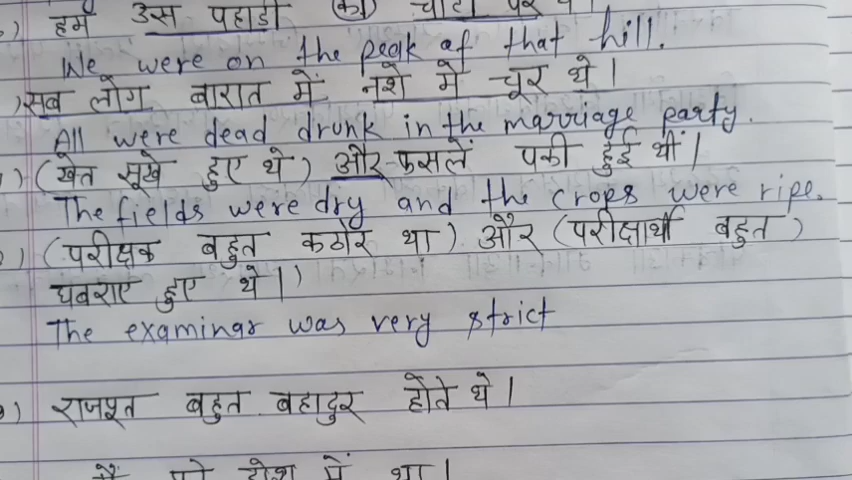 हम उस पहाड़ी की चोटी पर थे
We were on the peak of that hill.
सब लोग बारात में नशे में चूर थे।
All were dead drunk in the marriage party.
(खेत सूखे हुए थे) और फसलें पकी हुई थीं।
The fields were dry and the crops were ripe.
(परीक्षक बहुत कठोर था) और (परीक्षार्थी बहुत)
घबराए हुए थे।)
The examinar was very strict
राजपूत बहुत बहादुर होते थे।
मैं पूरे होश में था।